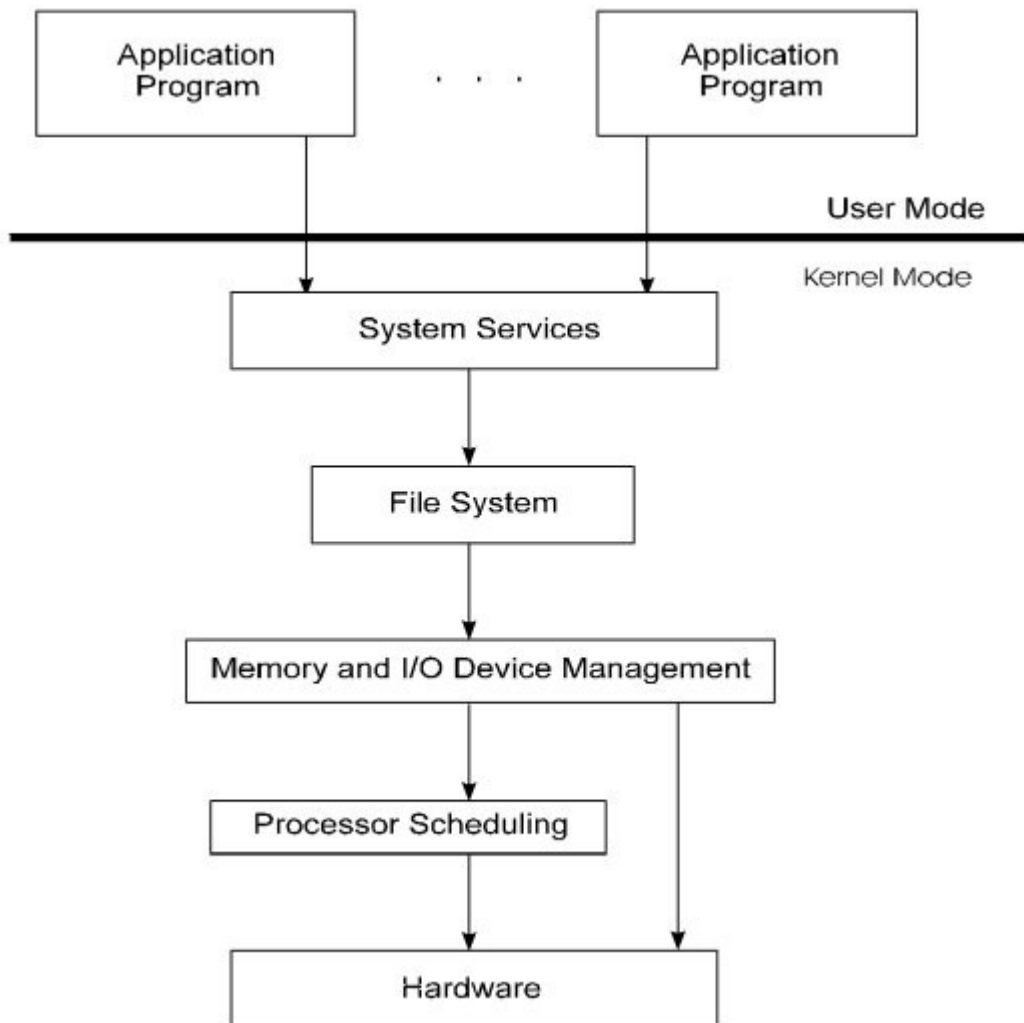 Application
Program
. . .
Application
Program
User Mode
Kernel Mode
System Services
File System
Memory and I/O Device Management
Processor Scheduling
Hardware